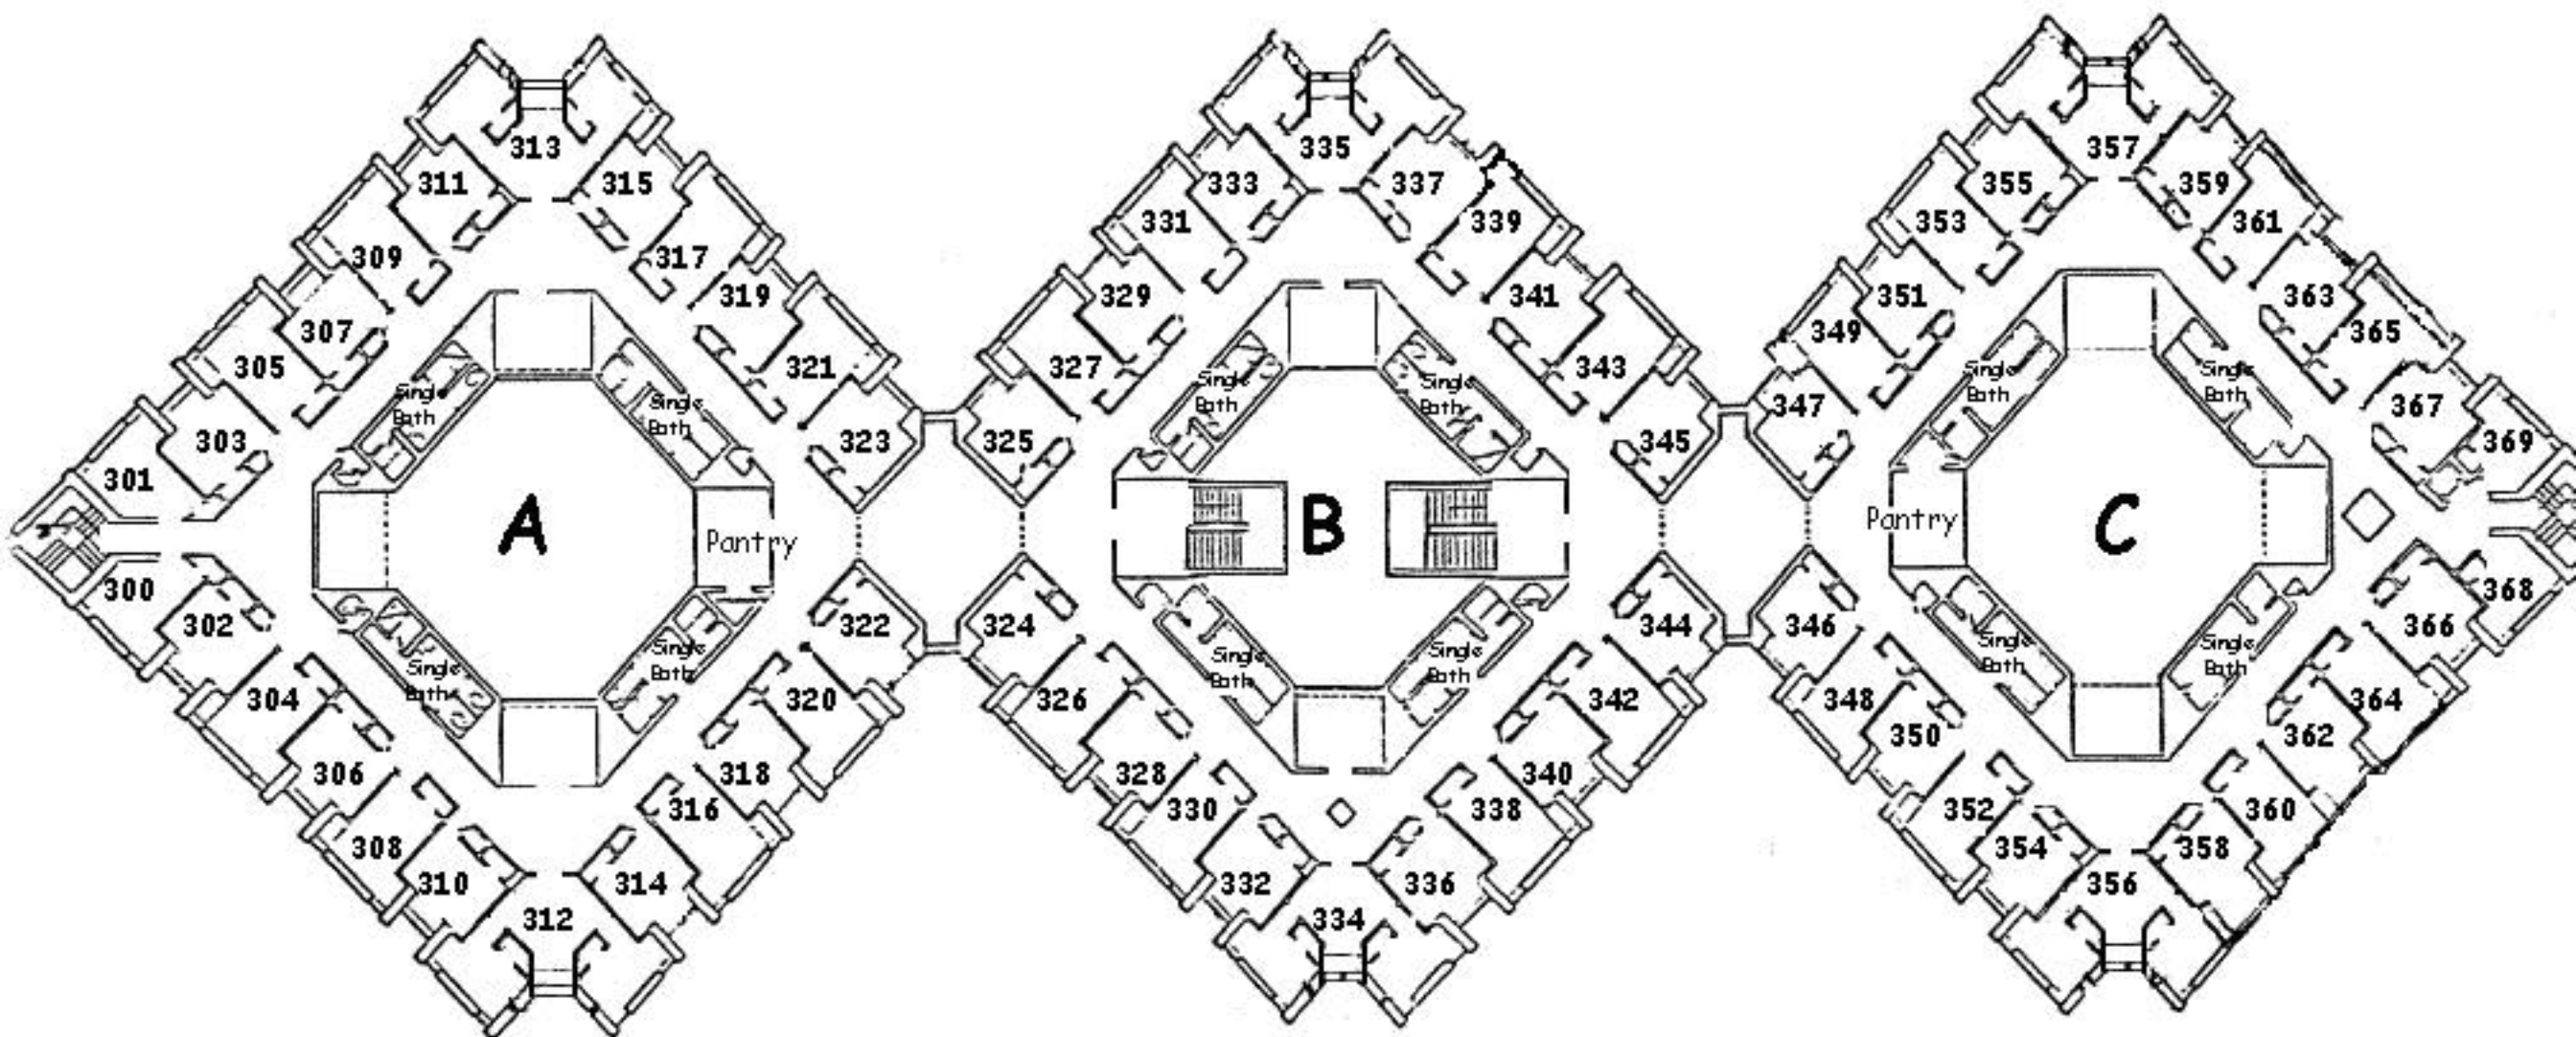 313
335
357
311
315
333
337
355
359
331
339
353
361
309
317
307
319
329
341
351
363
305
321
327
343
349
365
303
323
325
345
347
367
369
301
Single
Bath
Single
Bath
Single
Bath
Single
Bath
Single
Bath
Single
Bath
A
Pantry
B
Pantry
C
300
302
322
324
344
346
366
368
Single
Bath
Single
Bath
Single
Bath
Single
Bath
Single
Bath
Single
Bath
304
320
326
342
348
364
306
318
328
340
350
362
308
316
330
338
352
360
310
314
332
336
354
358
312
334
356